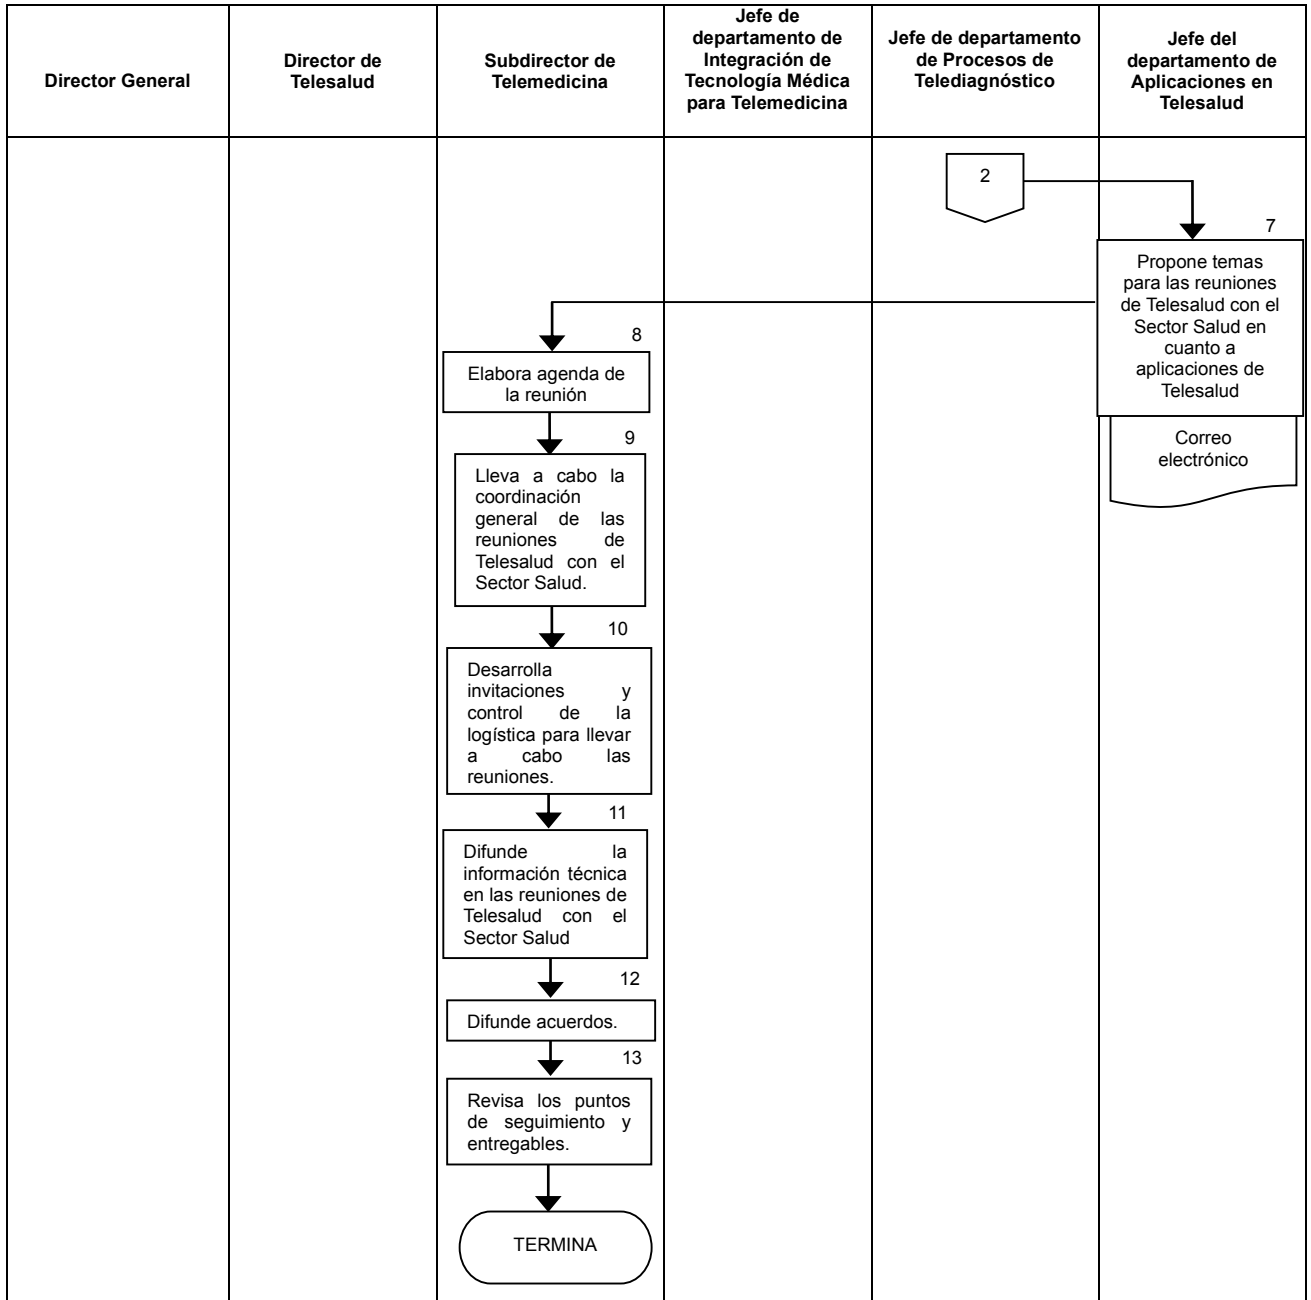 Director General
Director de
Telesalud
Subdirector de
Telemedicina
Jefe de
departamento de
Integración de
Tecnología Médica
para Telemedicina
Jefe de departamento
de Procesos de
Telediagnóstico
Jefe del
departamento de
Aplicaciones en
Telesalud
2
7
Propone temas
para las reuniones
de Telesalud con el
Sector Salud en
cuanto a
aplicaciones de
Telesalud
Correo
electrónico
8
Elabora agenda de
la reunión
9
Lleva a cabo la
coordinación
general de las
reuniones de
Telesalud con el
Sector Salud.
10
Desarrolla
invitaciones y
control de la
logística para llevar
a cabo las
reuniones.
11
Difunde la
información técnica
en las reuniones de
Telesalud con el
Sector Salud
12
Difunde acuerdos.
13
Revisa los puntos
de seguimiento y
entregables.
TERMINA